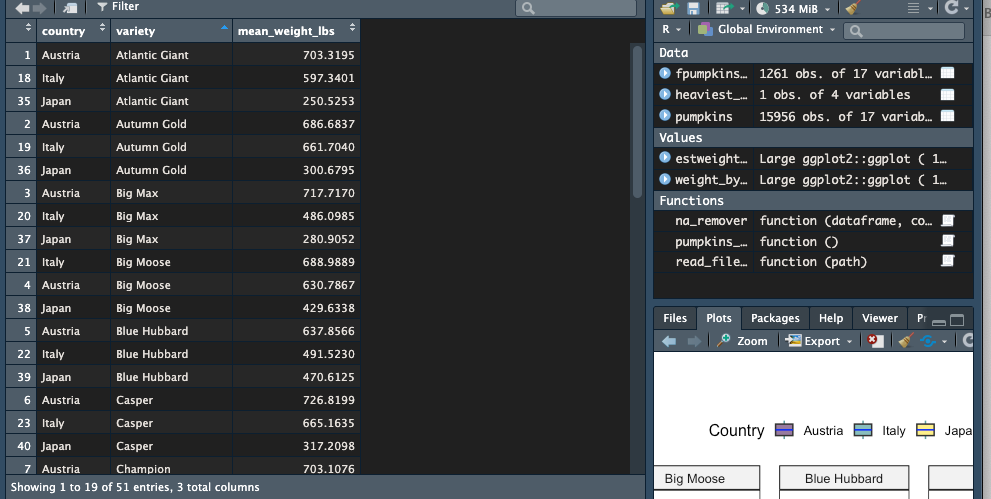 Filter
country variety mean_weight_lbs
1 Austria Atlantic Giant 703.3195
18 Italy Atlantic Giant 597.3401
35 Japan Atlantic Giant 250.5253
2 Austria Autumn Gold 686.6837
19 Italy Autumn Gold 661.7040
36 Japan Autumn Gold 300.6795
3 Austria Big Max 717.7170
20 Italy Big Max 486.0985
37 Japan Big Max 280.9052
21 Italy Big Moose 688.9889
4 Austria Big Moose 630.7867
38 Japan Big Moose 429.6338
5 Austria Blue Hubbard 637.8566
22 Italy Blue Hubbard 491.5230
39 Japan Blue Hubbard 470.6125
6 Austria Casper 726.8199
23 Italy Casper 665.1635
40 Japan Casper 317.2098
7 Austria Champion 703.1076
Showing 1 to 19 of 51 entries, 3 total columns
534 MiB
R Global Environment
Data
fpumpkins… 1261 obs. of 17 variabl…
heaviest_… 1 obs. of 4 variables
pumpkins 15956 obs. of 17 variab…
Values
estweight… Large ggplot2::ggplot ( 1…
weight_by… Large ggplot2::ggplot ( 1…
Functions
na_remover function (dataframe, co…
pumpkins_… function ()
read_file… function (path)
Files Plots Packages Help Viewer Pr
Zoom Export
Country Austria Italy Japa
Big Moose Blue Hubbard